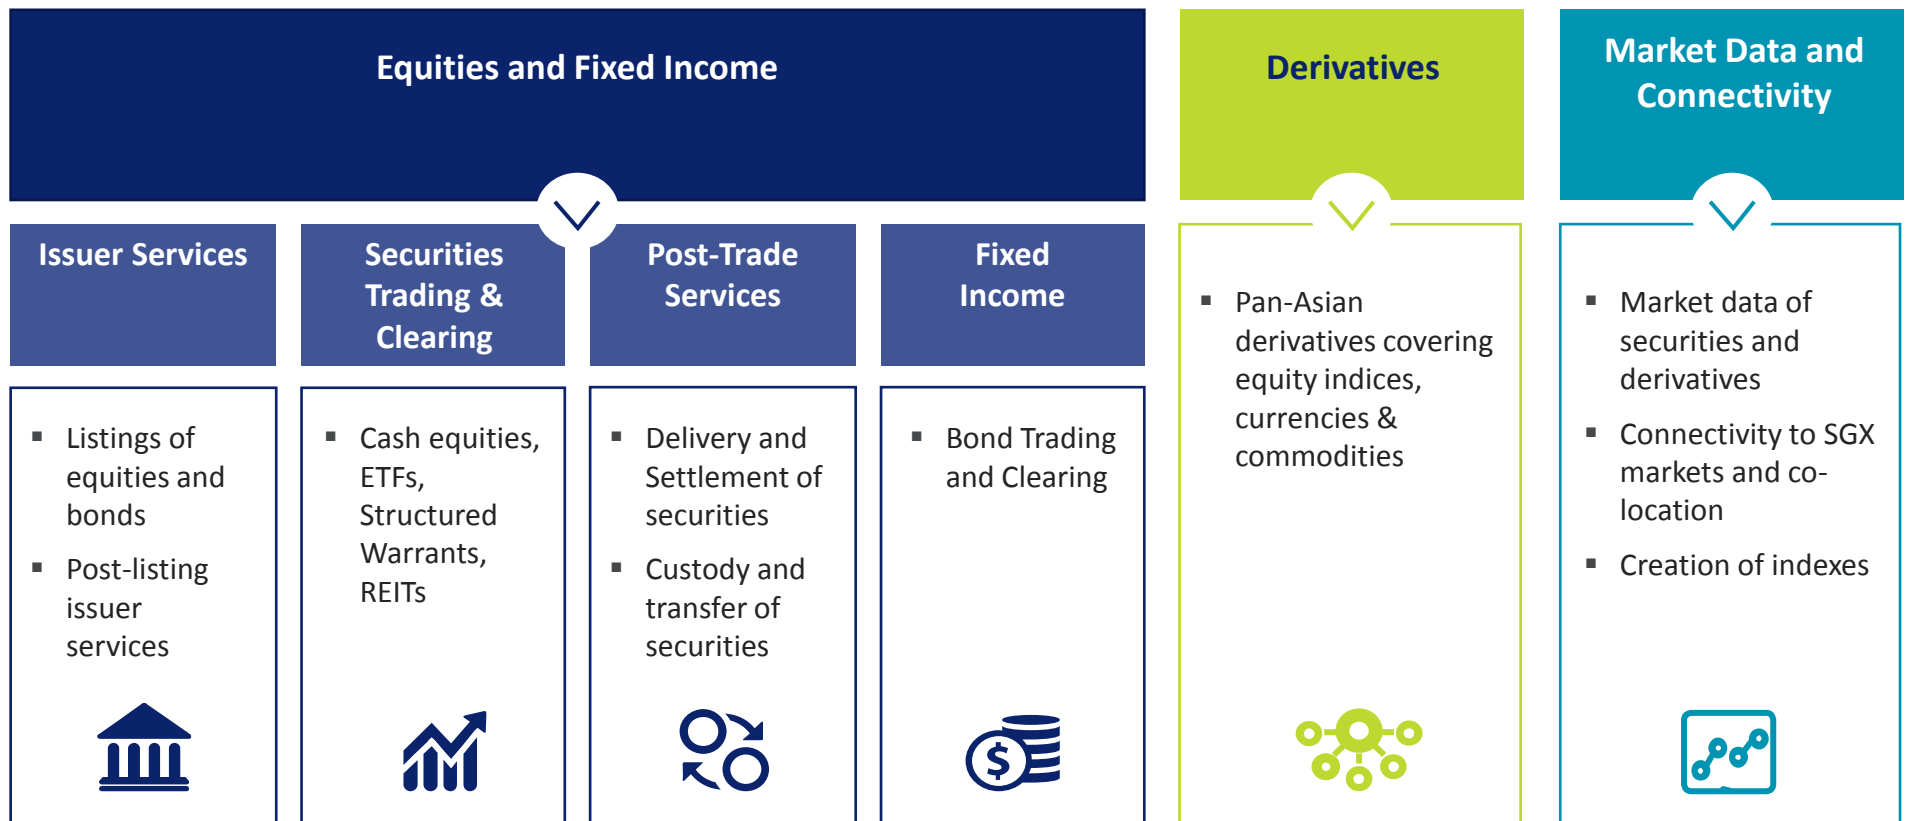 Equities and Fixed Income
Derivatives
Market Data and
Connectivity
Issuer Services
Securities
Trading &
Clearing
Post-Trade
Services
Fixed
Income
▪ Listings of
equities and
bonds
▪ Post-listing
issuer
services
▪ Cash equities,
ETFs,
Structured
Warrants,
REITs
▪ Delivery and
Settlement of
securities
▪ Custody and
transfer of
securities
▪ Bond Trading
and Clearing
▪ Pan-Asian
derivatives covering
equity indices,
currencies &
commodities
▪ Market data of
securities and
derivatives
▪ Connectivity to SGX
markets and co-
location
▪ Creation of indexes
$